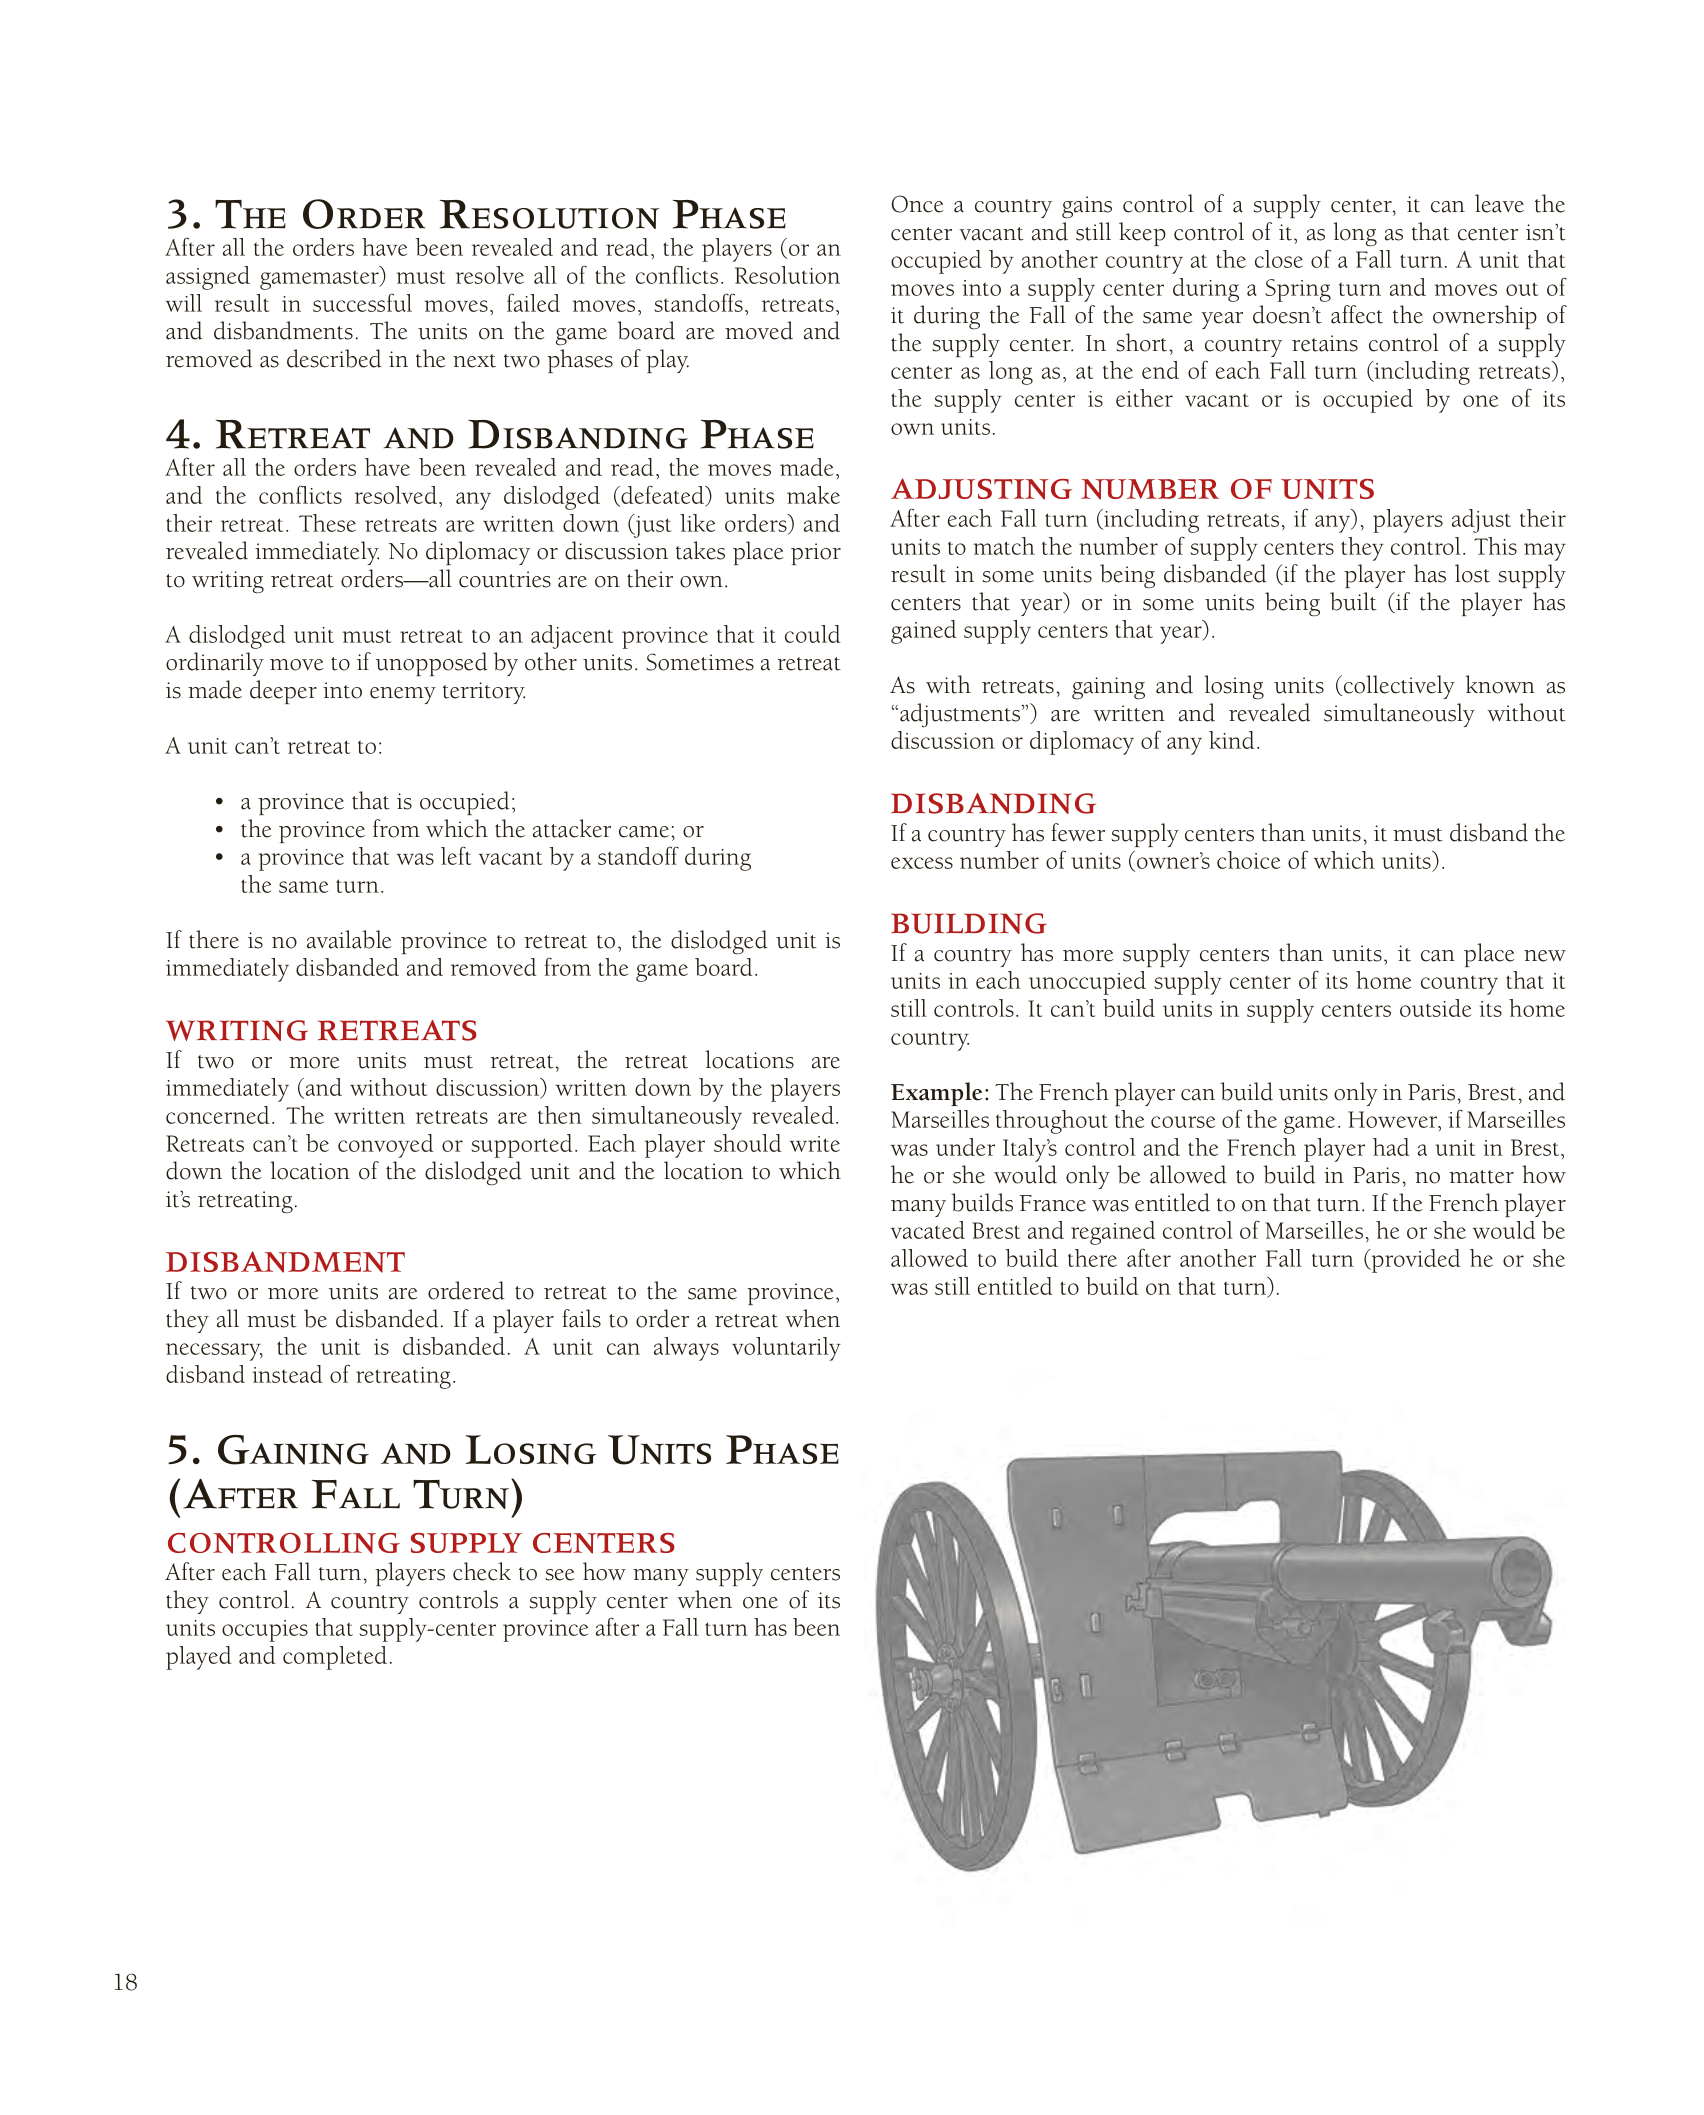 3. The Order Resolution Phase
After all the orders have been revealed and read, the players (or an
assigned gamemaster) must resolve all of the conflicts. Resolution
will result in successful moves, failed moves, standoffs, retreats,
and disbandments. The units on the game board are moved and
removed as described in the next two phases of play.
4. Retreat and Disbanding Phase
After all the orders have been revealed and read, the moves made,
and the conflicts resolved, any dislodged (defeated) units make
their retreat. These retreats are written down (just like orders) and
revealed immediately. No diplomacy or discussion takes place prior
to writing retreat orders—all countries are on their own.
A dislodged unit must retreat to an adjacent province that it could
ordinarily move to if unopposed by other units. Sometimes a retreat
is made deeper into enemy territory.
A unit can’t retreat to:
• a province that is occupied;
• the province from which the attacker came; or
• a province that was left vacant by a standoff during
the same turn.
If there is no available province to retreat to, the dislodged unit is
immediately disbanded and removed from the game board.
WRITING RETREATS
If two or more units must retreat, the retreat locations are
immediately (and without discussion) written down by the players
concerned. The written retreats are then simultaneously revealed.
Retreats can’t be convoyed or supported. Each player should write
down the location of the dislodged unit and the location to which
it’s retreating.
DISBANDMENT
If two or more units are ordered to retreat to the same province,
they all must be disbanded. If a player fails to order a retreat when
necessary, the unit is disbanded. A unit can always voluntarily
disband instead of retreating.
5. Gaining and Losing Units Phase
(After Fall Turn)
CONTROLLING SUPPLY CENTERS
After each Fall turn, players check to see how many supply centers
they control. A country controls a supply center when one of its
units occupies that supply-center province after a Fall turn has been
played and completed.
Once a country gains control of a supply center, it can leave the
center vacant and still keep control of it, as long as that center isn’t
occupied by another country at the close of a Fall turn. A unit that
moves into a supply center during a Spring turn and moves out of
it during the Fall of the same year doesn’t affect the ownership of
the supply center. In short, a country retains control of a supply
center as long as, at the end of each Fall turn (including retreats),
the supply center is either vacant or is occupied by one of its
own units.
ADJUSTING NUMBER OF UNITS
After each Fall turn (including retreats, if any), players adjust their
units to match the number of supply centers they control. This may
result in some units being disbanded (if the player has lost supply
centers that year) or in some units being built (if the player has
gained supply centers that year).
As with retreats, gaining and losing units (collectively known as
“adjustments”) are written and revealed simultaneously without
discussion or diplomacy of any kind.
DISBANDING
If a country has fewer supply centers than units, it must disband the
excess number of units (owner’s choice of which units).
BUILDING
If a country has more supply centers than units, it can place new
units in each unoccupied supply center of its home country that it
still controls. It can’t build units in supply centers outside its home
country.
Example: The French player can build units only in Paris, Brest, and
Marseilles throughout the course of the game. However, if Marseilles
was under Italy’s control and the French player had a unit in Brest,
he or she would only be allowed to build in Paris, no matter how
many builds France was entitled to on that turn. If the French player
vacated Brest and regained control of Marseilles, he or she would be
allowed to build there after another Fall turn (provided he or she
was still entitled to build on that turn).
18